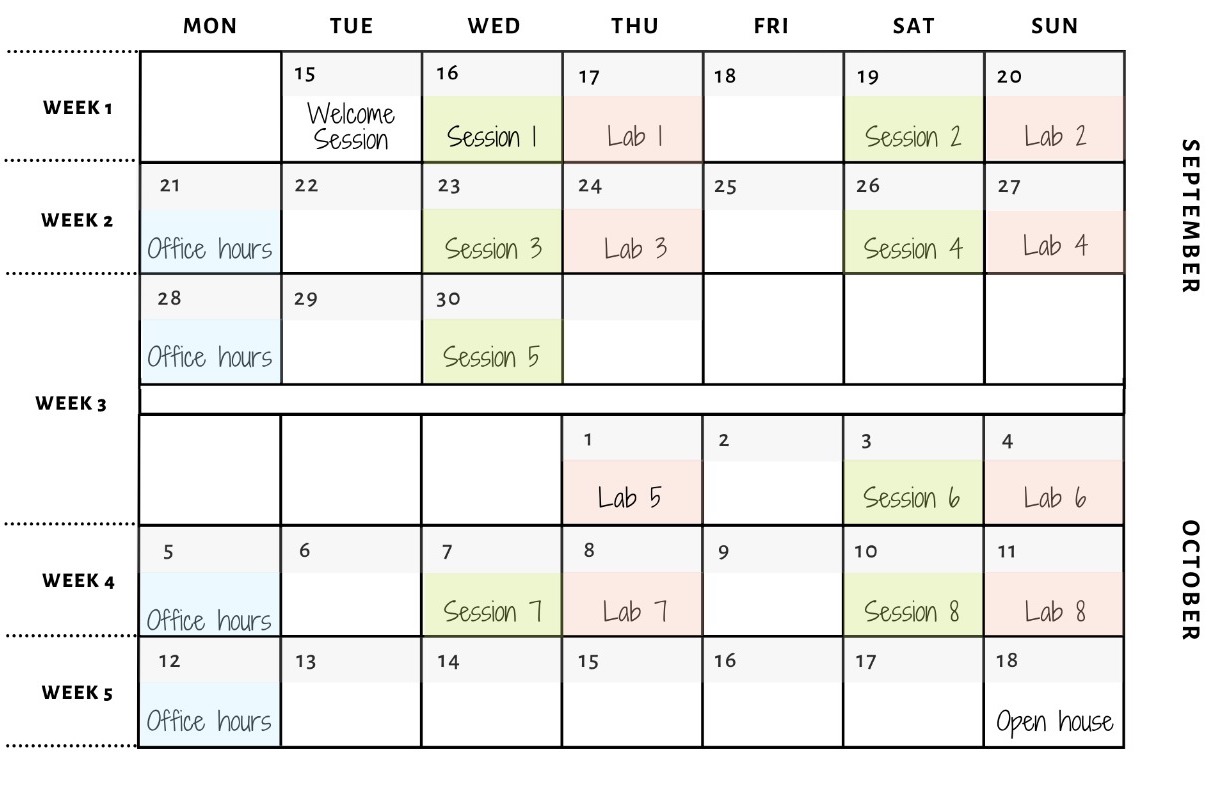 MON TUE WED THU FRI SAT SUN
WEEK 1
15 16 17 18 19 20
Welcome
Session
Session 1 Lab 1 Session 2 Lab 2
WEEK 2
21 22 23 24 25 26 27
Office hours Session 3 Lab 3 Session 4 Lab 4
SEPTEMBER
28 29 30
Office hours Session 5
WEEK 3
1 2 3 4
Lab 5 Session 6 Lab 6
WEEK 4
5 6 7 8 9 10 11
Office hours Session 7 Lab 7 Session 8 Lab 8
OCTOBER
WEEK 5
12 13 14 15 16 17 18
Office hours Open house